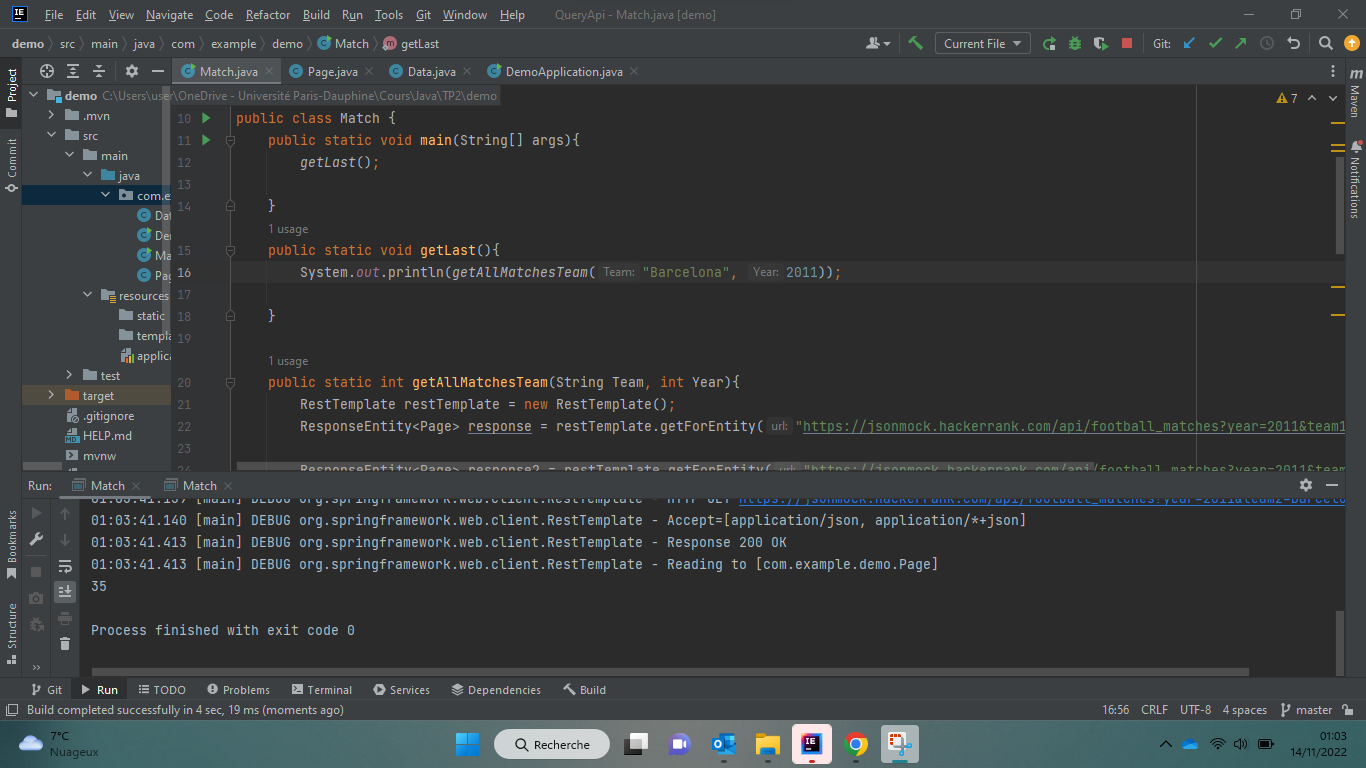 File Edit View Navigate Code Refactor Build Run Tools Git Window Help QueryApi - Match.java [demo]
demo src main java com example demo Match getLast Current File Git:
Project Match.java Page.java Data.java DemoApplication.java
demo C:\Users\user\OneDrive - Université Paris-Dauphine\Cours\Java\TP2\demo
.mvn
src
main
java
com.e
Dat
De
Ma
Pag
resources
static
templa
applica
test
target
.gitignore
HELP.md
mvnw
7
10 public class Match {
11 public static void main(String[] args){
12 getLast();
13
14 }
1 usage
15 public static void getLast(){
16 System.out.println(getAllMatchesTeam( Team: "Barcelona", Year: 2011));
17
18 }
19
1 usage
20 public static int getAllMatchesTeam(String Team, int Year){
21 RestTemplate restTemplate = new RestTemplate();
22 ResponseEntity<Page> response = restTemplate.getForEntity( url: "https://jsonmock.hackerrank.com/api/football_matches?year=2011&team1
23
24 ResponseEntity<Page> response2 = restTemplate.getForEntity( url: "https://jsonmock.hackerrank.com/api/football_matches?year=2011&team
Commit
Maven
Notifications
Bookmarks
Structure
Run: Match Match
[main] DEBUG org.springframework.web.client.RestTemplate - HTTP GET https://jsonmock.hackerrank.com/api/football_matches?year=2011&team2=Barcelo
01:03:41.140 [main] DEBUG org.springframework.web.client.RestTemplate - Accept=[application/json, application/*+json]
01:03:41.413 [main] DEBUG org.springframework.web.client.RestTemplate - Response 200 OK
01:03:41.413 [main] DEBUG org.springframework.web.client.RestTemplate - Reading to [com.example.demo.Page]
35
Process finished with exit code 0
Git Run TODO Problems Terminal Services Dependencies Build
Build completed successfully in 4 sec, 19 ms (moments ago) 16:56 CRLF UTF-8 4 spaces master
7°C
Nuageux
Recherche
01:03
14/11/2022